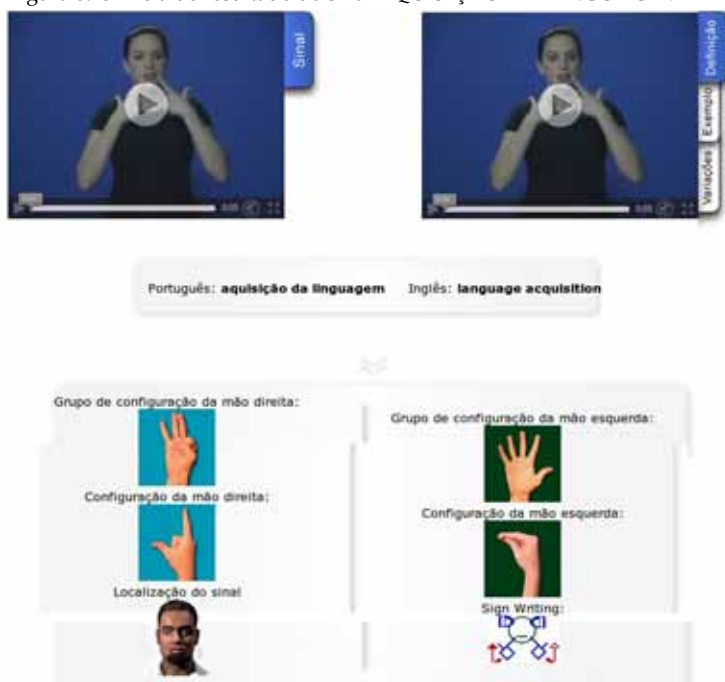 Sinal
Definição
Exemplo
Variações
Português: aquisição da linguagem Inglês: language acquisition
Grupo de configuração da mão direita:
Grupo de configuração da mão esquerda:
Configuração da mão direita:
Configuração da mão esquerda:
Localização do sinal
Sign Writing: